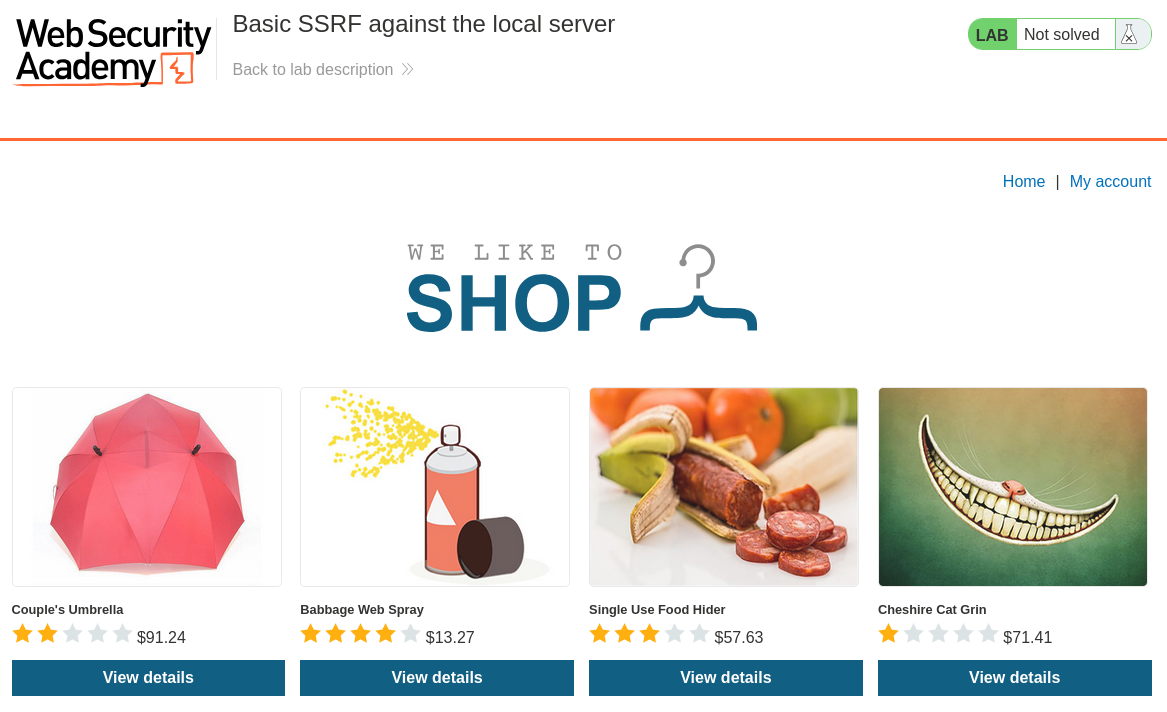 Web Security
Academy
Basic SSRF against the local server
Back to lab description
LAB Not solved
Home | My account
WE LIKE TO
SHOP
Couple's Umbrella
$91.24
View details
Babbage Web Spray
$13.27
View details
Single Use Food Hider
$57.63
View details
Cheshire Cat Grin
$71.41
View details